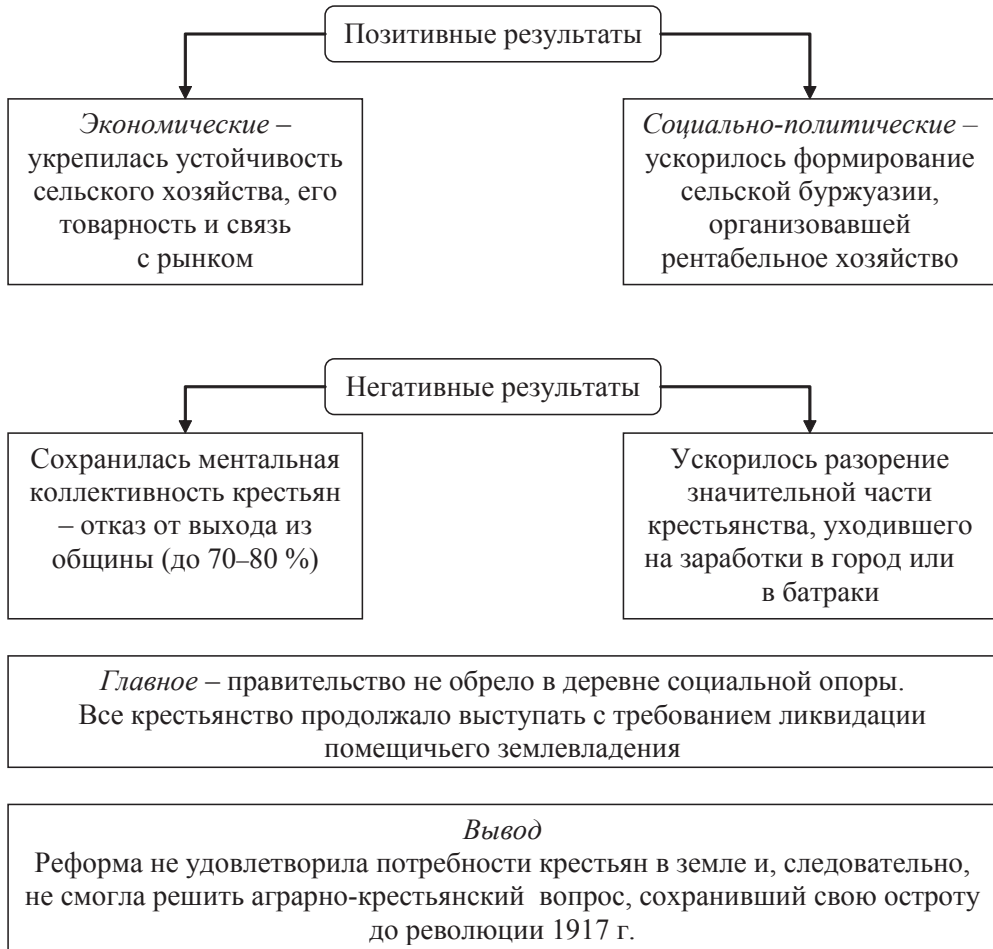 Позитивные результаты
Экономические –
укрепилась устойчивость
сельского хозяйства, его
товарность и связь
с рынком
Социально-политические –
ускорилось формирование
сельской буржуазии,
организовавшей
рентабельное хозяйство
Негативные результаты
Сохранилась ментальная
коллективность крестьян
– отказ от выхода из
общины (до 70–80 %)
Ускорилось разорение
значительной части
крестьянства, уходившего
на заработки в город или
в батраки
Главное – правительство не обрело в деревне социальной опоры.
Все крестьянство продолжало выступать с требованием ликвидации
помещичьего землевладения
Вывод
Реформа не удовлетворила потребности крестьян в земле и, следовательно,
не смогла решить аграрно-крестьянский вопрос, сохранивший свою остроту
до революции 1917 г.